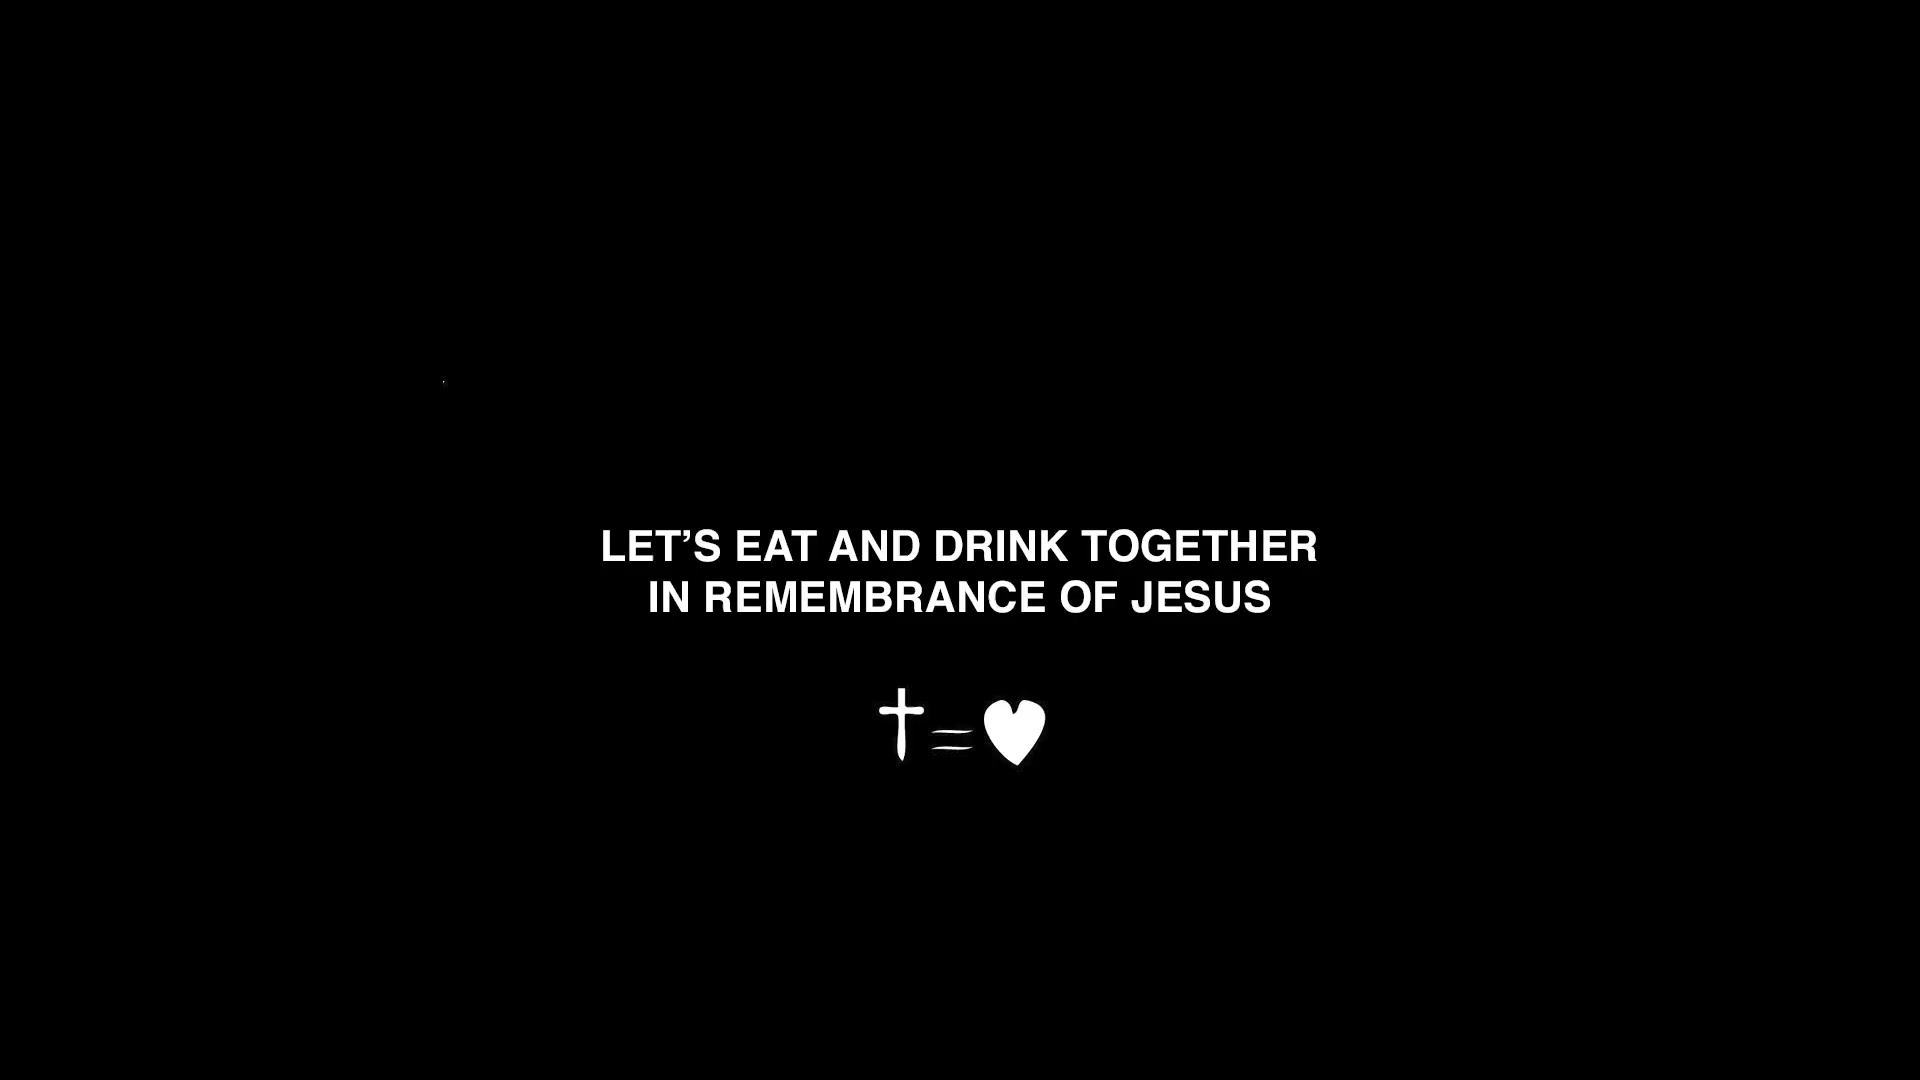 LET’S EAT AND DRINK TOGETHER
IN REMEMBRANCE OF JESUS